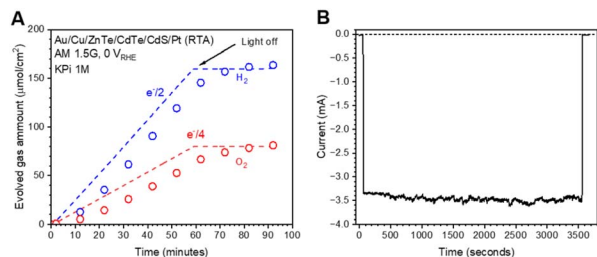 A
Au/Cu/ZnTe/CdTe/CdS/Pt (RTA)
AM 1.5G, 0 V_RHE
KPi 1M
Light off
e⁻/2
H₂
e⁻/4
O₂
Evolved gas ammount (μmol/cm²)
200
150
100
50
0
0 10 20 30 40 50 60 70 80 90 100
Time (minutes)
B
Current (mA)
0.0
−0.5
−1.0
−1.5
−2.0
−2.5
−3.0
−3.5
−4.0
0 500 1000 1500 2000 2500 3000 3500
Time (seconds)